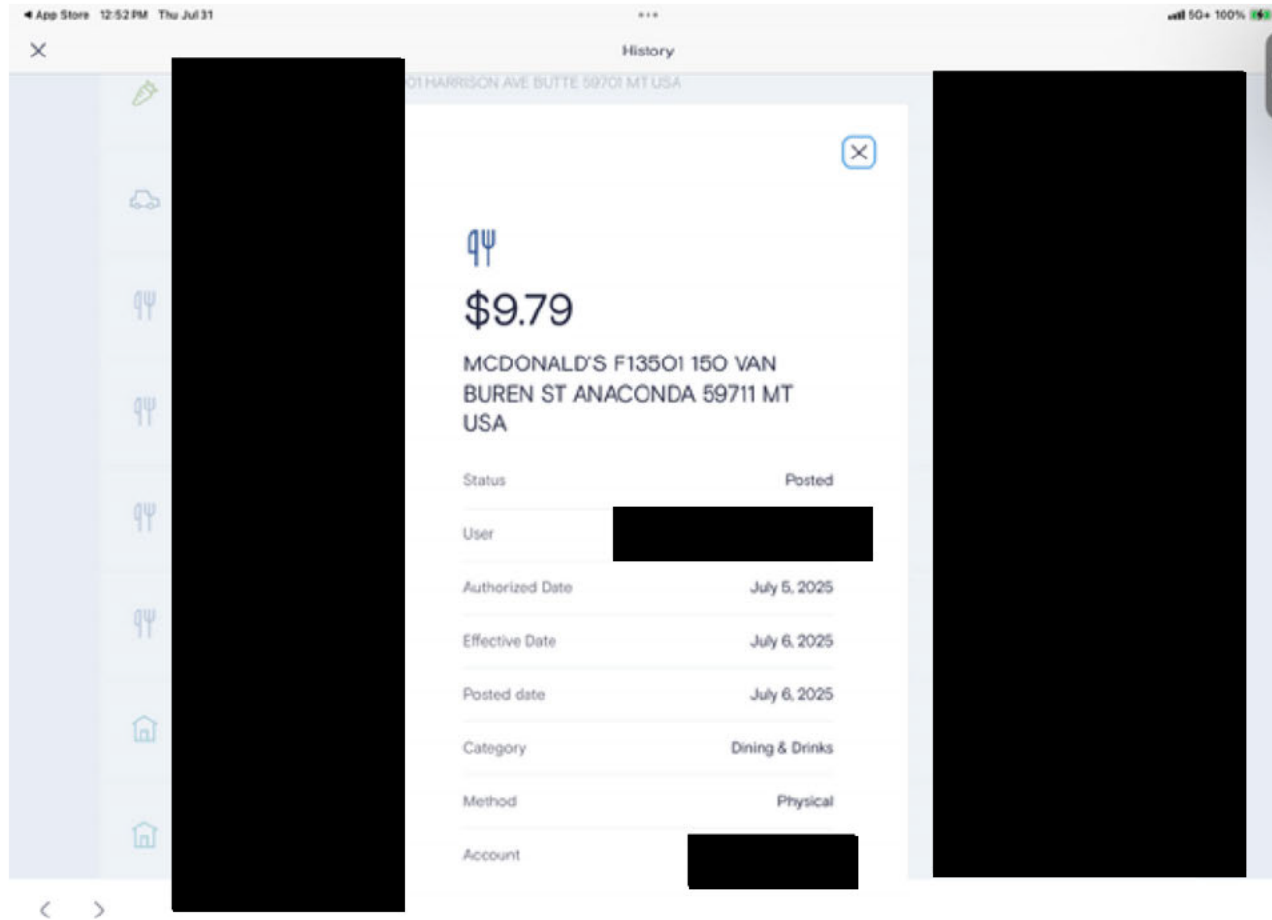 App Store 12:52 PM Thu Jul 31
5G+ 100%
History
01 HARRISON AVE BUTTE 59701 MT USA
$9.79
MCDONALD'S F13501 150 VAN
BUREN ST ANACONDA 59711 MT
USA
Status Posted
User
Authorized Date July 5, 2025
Effective Date July 6, 2025
Posted date July 6, 2025
Category Dining & Drinks
Method Physical
Account